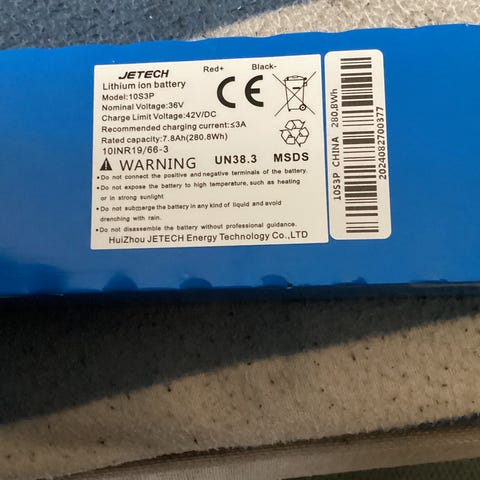 JETECH
Red+
Black-
Lithium ion battery
Model:10S3P
Nominal Voltage:36V
Charge Limit Voltage:42V/DC
Recommended charging current:≤3A
Rated capacity:7.8Ah(280.8Wh)
10INR19/66-3
CE
WARNING UN38.3 MSDS
• Do not connect the positive and negative terminals of the battery.
• Do not expose the battery to high temperature, such as heating
or in strong sunlight
• Do not submerge the battery in any kind of liquid and avoid
drenching with rain.
• Do not disassemble the battery without professional guidance.
HuiZhou JETECH Energy Technology Co.,LTD
10S3P CHINA 280.8Wh
2024082700377